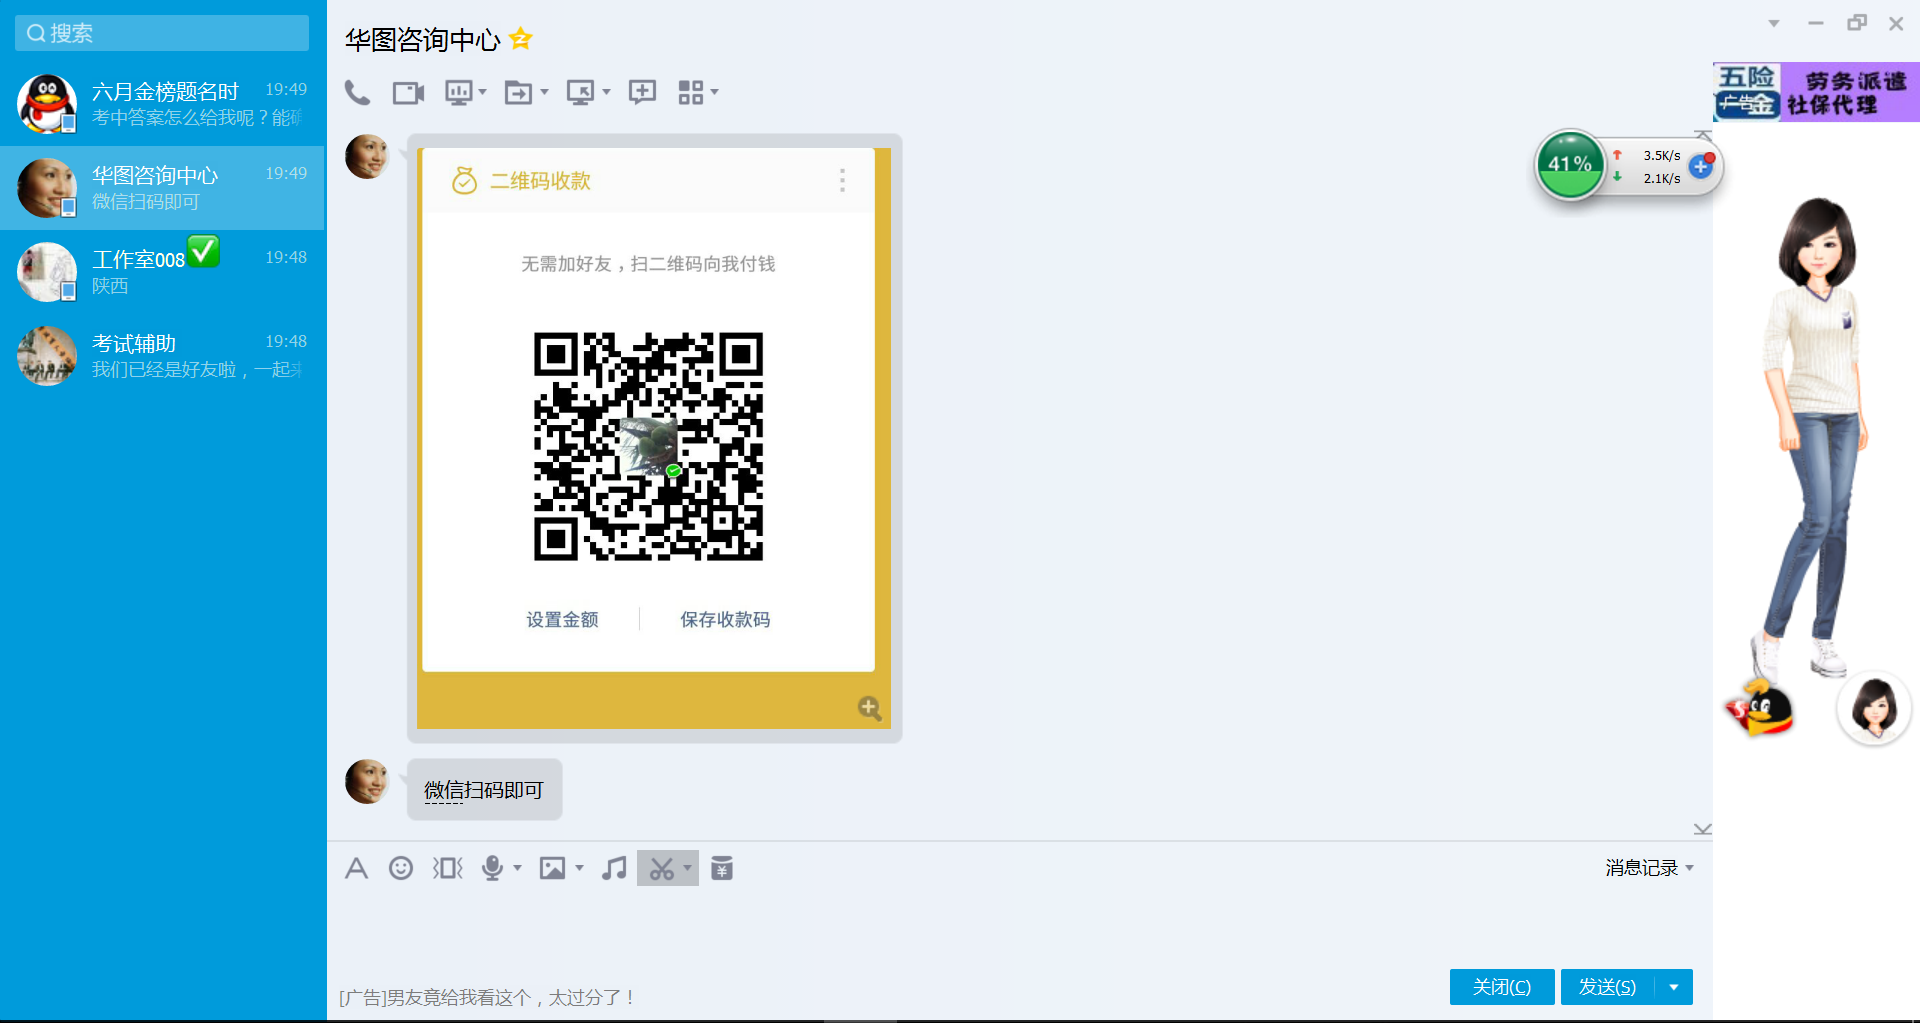 搜索
六月金榜题名时 19:49
考中答案怎么给我呢？能确
华图咨询中心 19:49
微信扫码即可
工作室008 19:48
陕西
考试辅助 19:48
我们已经是好友啦，一起来
华图咨询中心
二维码收款
无需加好友，扫二维码向我付钱
设置金额
保存收款码
微信扫码即可
消息记录
[广告]男友竟给我看这个，太过分了！
关闭(C)
发送(S)
五险
金
广告
劳务派遣
社保代理
41%
3.5K/s
2.1K/s